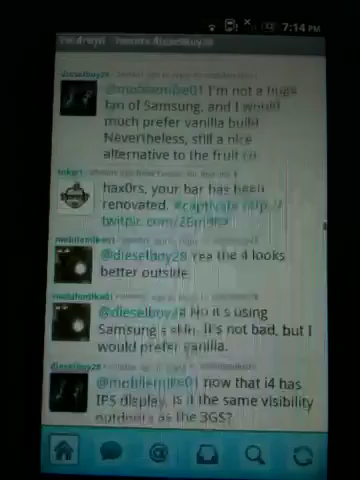 7:14 PM
dieselboy28
@mobilemike01 I'm not a huge
fan of Samsung, and I would
much prefer vanilla build
Nevertheless, still a nice
alternative to the fruit co
hax0rs, your bar has been
renovated. #captivate http://
mobilemike01
@dieselboy28 yea the 4 looks
better outside
mobilemike01
@dieselboy28 No it's using
Samsung's skin. It's not bad, but I
would prefer vanilla.
dieselboy28
@mobilemike01 now that i4 has
IPS display, is it the same visibility
outdoors as the 3GS?